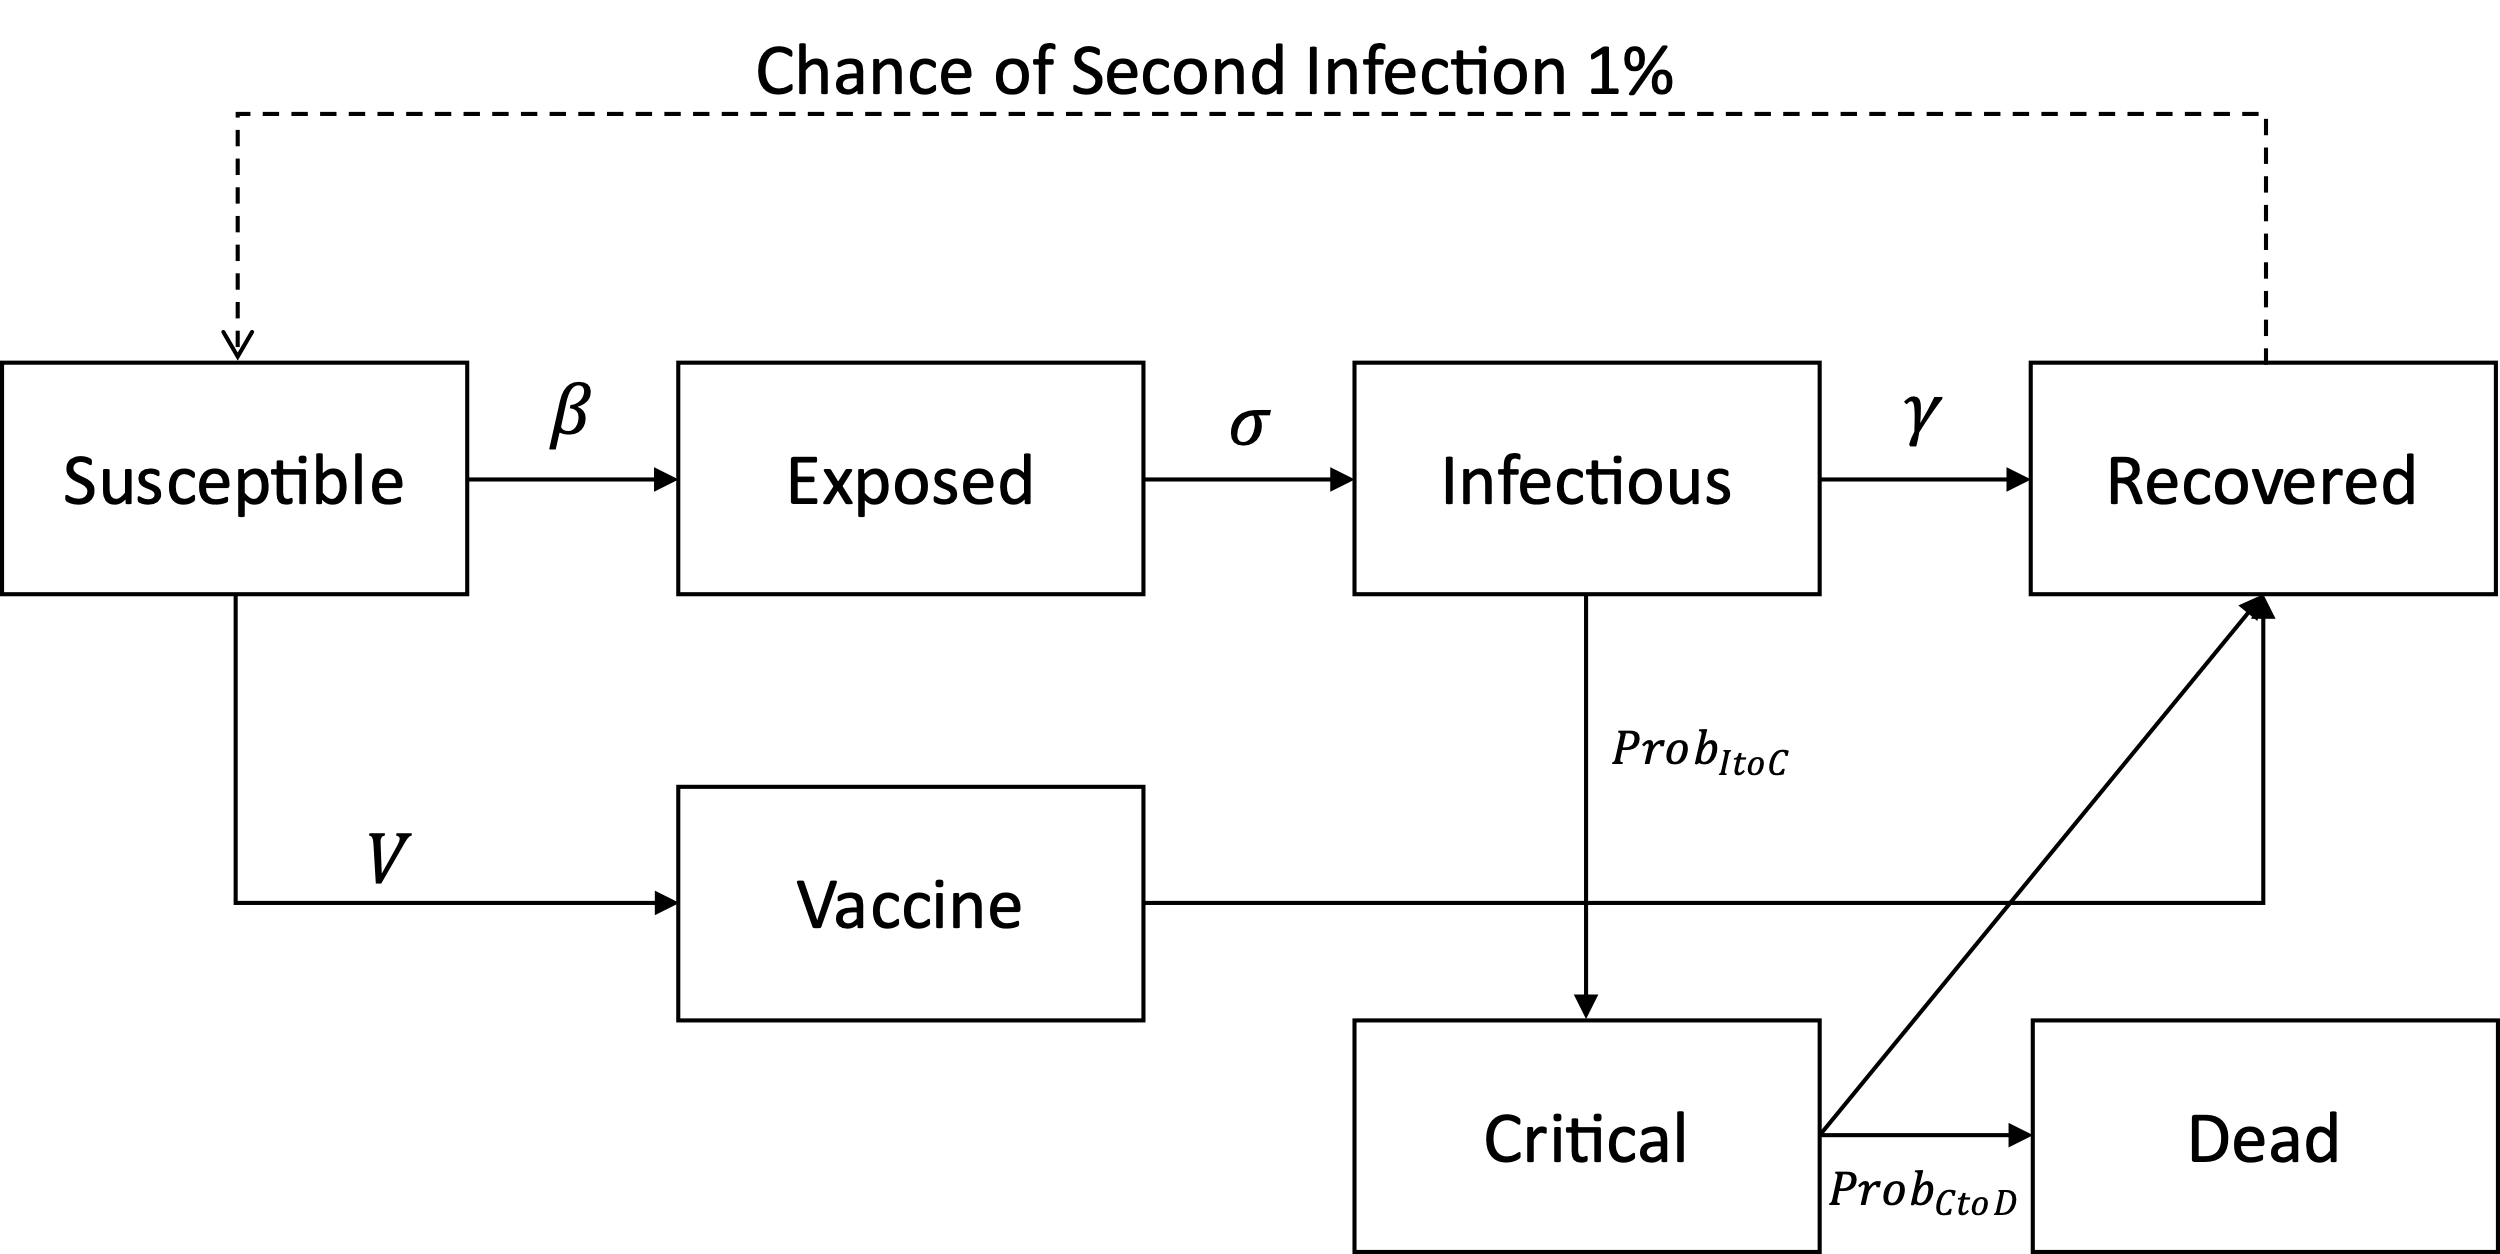 Chance of Second Infection 1%
β
σ
γ
Susceptible
Exposed
Infectious
Recovered
Prob_ItoC
V
Vaccine
Critical
Dead
Prob_CtoD